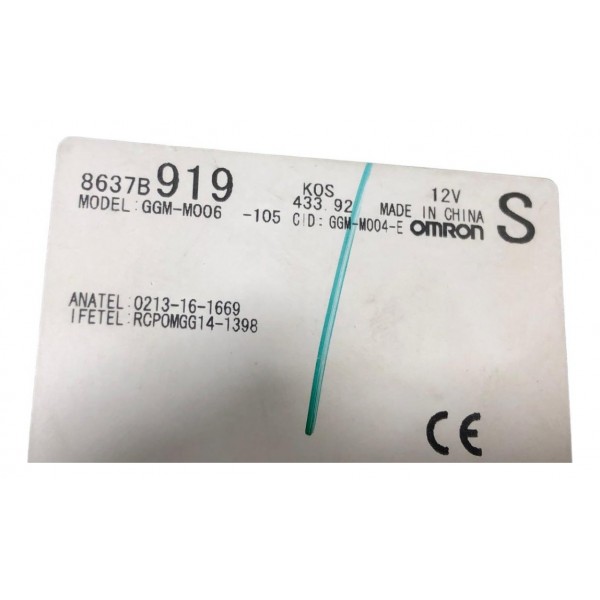 8637B 919 KOS 12V
MODEL:GGM-M006 -105 433.92 MADE IN CHINA S
CID:GGM-M004-E OMRON
ANATEL:0213-16-1669
IFETEL:RCPOMGG14-1398
CE